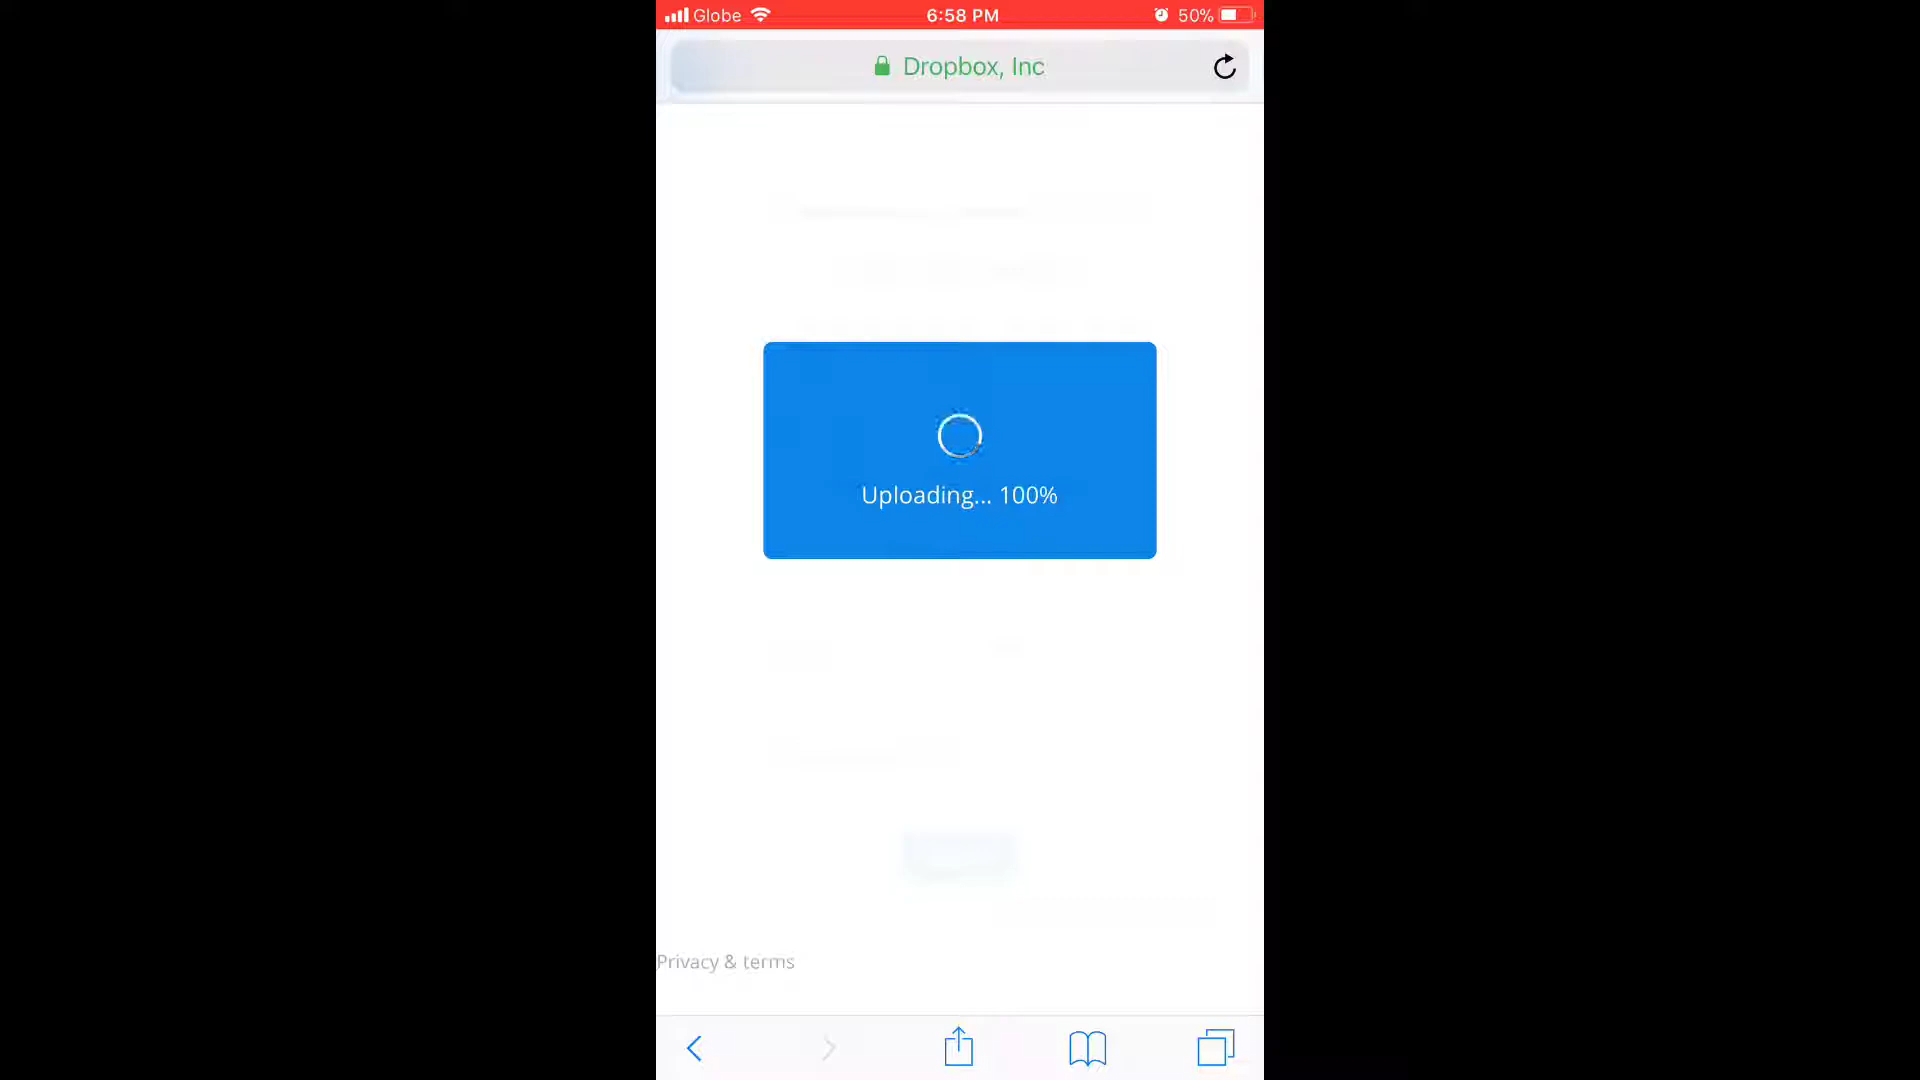 Globe 6:58 PM 50%
Dropbox, Inc
Uploading... 100%
Privacy & terms